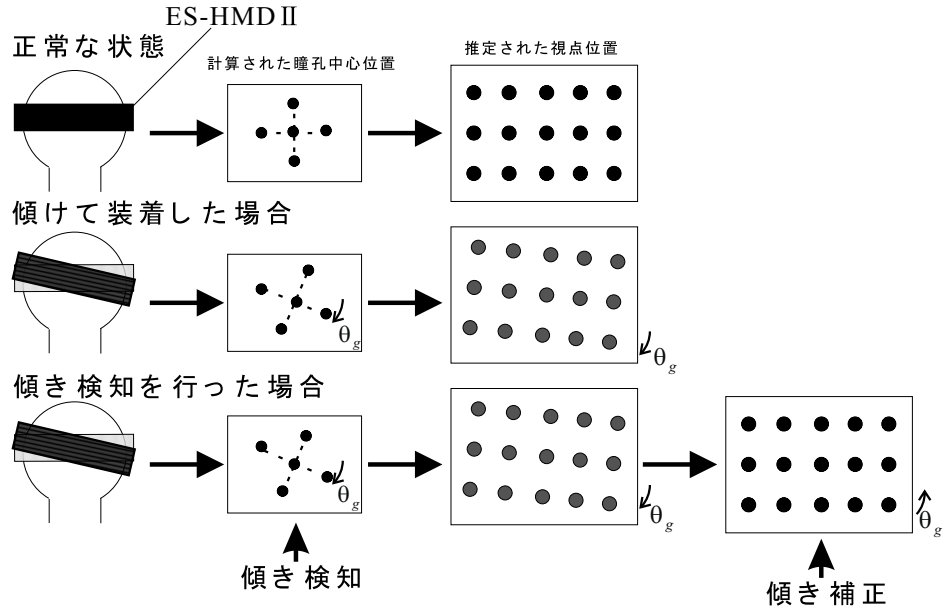 ES-HMDⅡ
正常な状態
計算された瞳孔中心位置
推定された視点位置
傾けて装着した場合
θg
θg
傾き検知を行った場合
θg
θg
θg
傾き検知
傾き補正